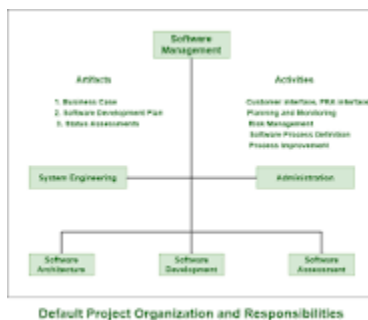 Software
Management
Artifacts
1. Business Case
2. Software Development Plan
3. Status Assessments
Activities
Customer interface, PRA interface
Planning and Monitoring
Risk Management
Software Process Definition
Process Improvement
System Engineering
Administration
Software
Architecture
Software
Development
Software
Assessment
Default Project Organization and Responsibilities